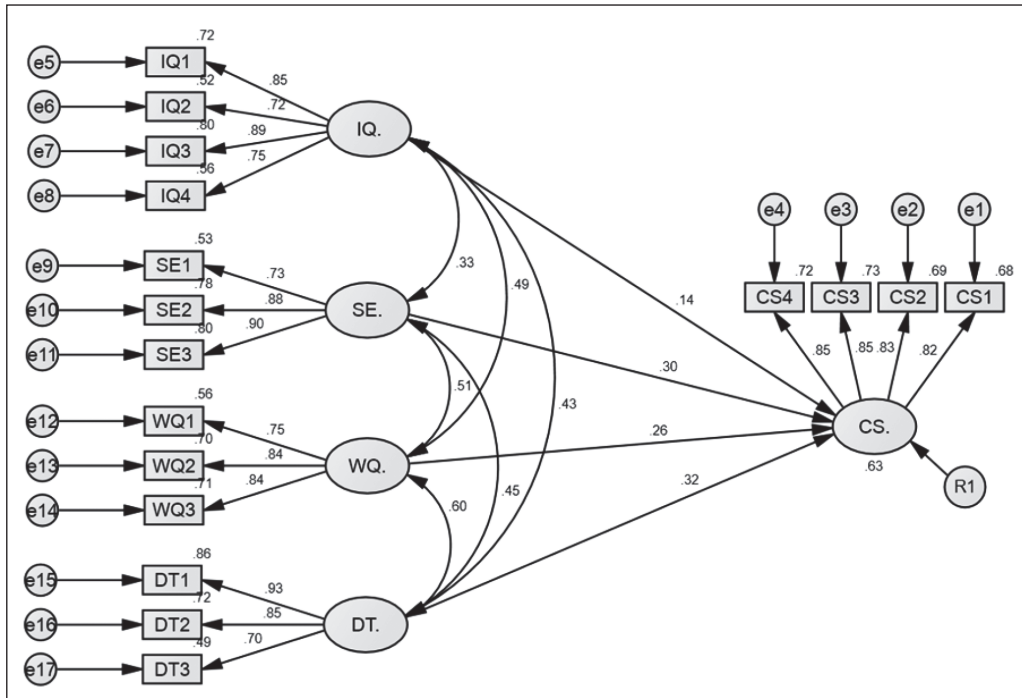 .72
e5 IQ1
.85
.52
e6 IQ2
.72
.80
e7 IQ3
.89
.56
e8 IQ4
.75
IQ.
.53
e9 SE1
.73
.78
e10 SE2
.88
.80
e11 SE3
.90
SE.
.56
e12 WQ1
.75
.70
e13 WQ2
.84
.71
e14 WQ3
.84
WQ.
.86
e15 DT1
.93
.72
e16 DT2
.85
.49
e17 DT3
.70
DT.
.33
.49
.51
.43
.45
.60
.14
.30
.26
.32
e4 e3 e2 e1
.72 .73 .69 .68
CS4 CS3 CS2 CS1
.85 .85 .83 .82
CS.
.63
R1